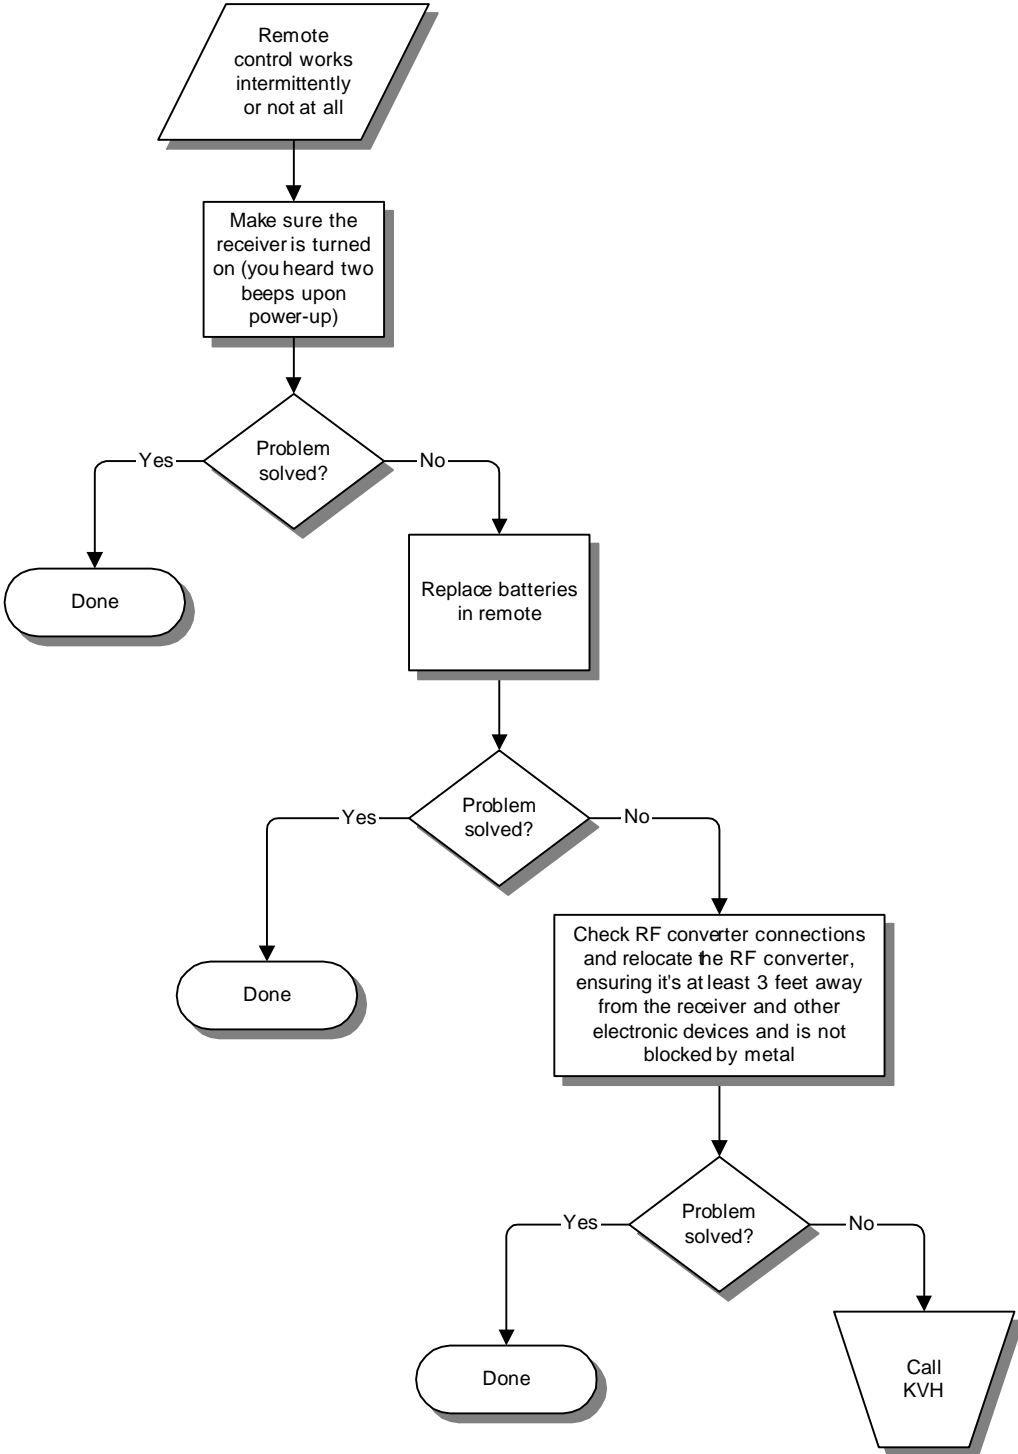 Remote
control works
intermittently
or not at all
Make sure the
receiver is turned
on (you heard two
beeps upon
power-up)
Problem
solved?
Yes
No
Done
Replace batteries
in remote
Problem
solved?
Yes
No
Done
Check RF converter connections
and relocate the RF converter,
ensuring it's at least 3 feet away
from the receiver and other
electronic devices and is not
blocked by metal
Problem
solved?
Yes
No
Done
Call
KVH